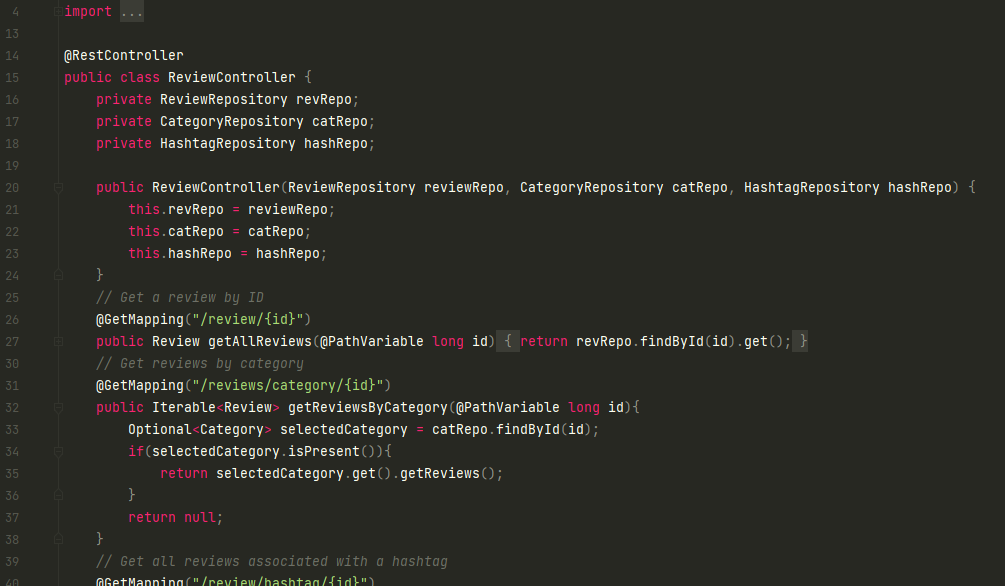 4 import ...
13
14 @RestController
15 public class ReviewController {
16     private ReviewRepository revRepo;
17     private CategoryRepository catRepo;
18     private HashtagRepository hashRepo;
19
20     public ReviewController(ReviewRepository reviewRepo, CategoryRepository catRepo, HashtagRepository hashRepo) {
21         this.revRepo = reviewRepo;
22         this.catRepo = catRepo;
23         this.hashRepo = hashRepo;
24     }
25     // Get a review by ID
26     @GetMapping("/review/{id}")
27     public Review getAllReviews(@PathVariable long id) { return revRepo.findById(id).get(); }
30     // Get reviews by category
31     @GetMapping("/reviews/category/{id}")
32     public Iterable<Review> getReviewsByCategory(@PathVariable long id){
33         Optional<Category> selectedCategory = catRepo.findById(id);
34         if(selectedCategory.isPresent()){
35             return selectedCategory.get().getReviews();
36         }
37         return null;
38     }
39     // Get all reviews associated with a hashtag
40     @GetMapping("/review/hashtag/{id}")